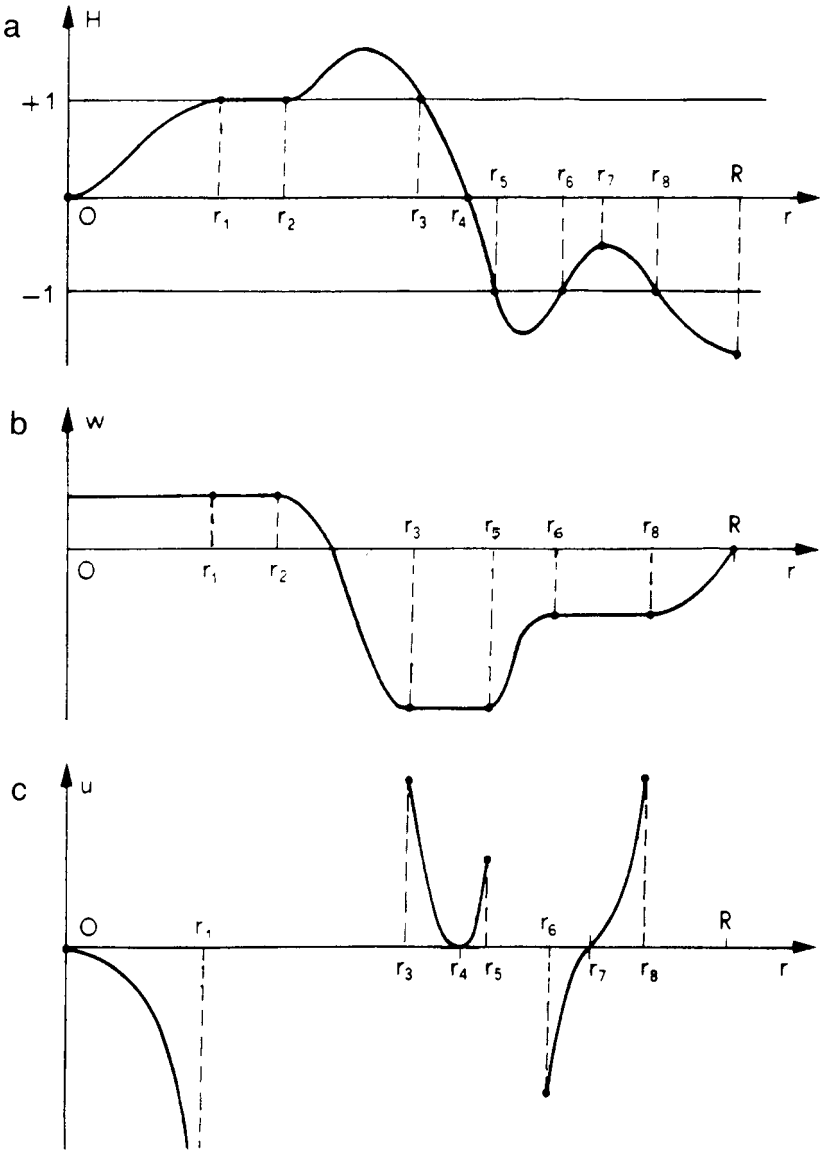 a
H
+1
r₅ r₆ r₇ r₈ R
O r₁ r₂ r₃ r₄ r
−1
b
w
r₃ r₅ r₆ r₈ R
O r₁ r₂ r
c
u
O r₁ r₆ R
r₃ r₄ r₅ r₇ r₈ r